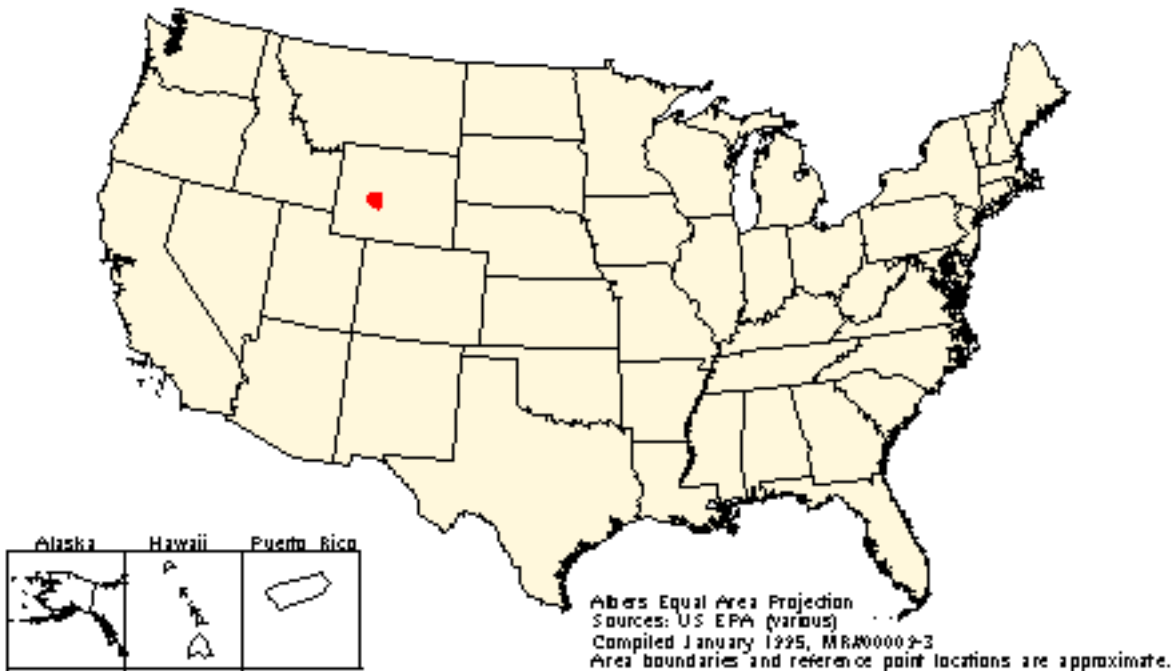 Alaska
Hawaii
Puerto Rico
Albers Equal Area Projection
Sources: US EPA (various)
Compiled January 1995, MR#00009-3
Area boundaries and reference point locations are approximate.